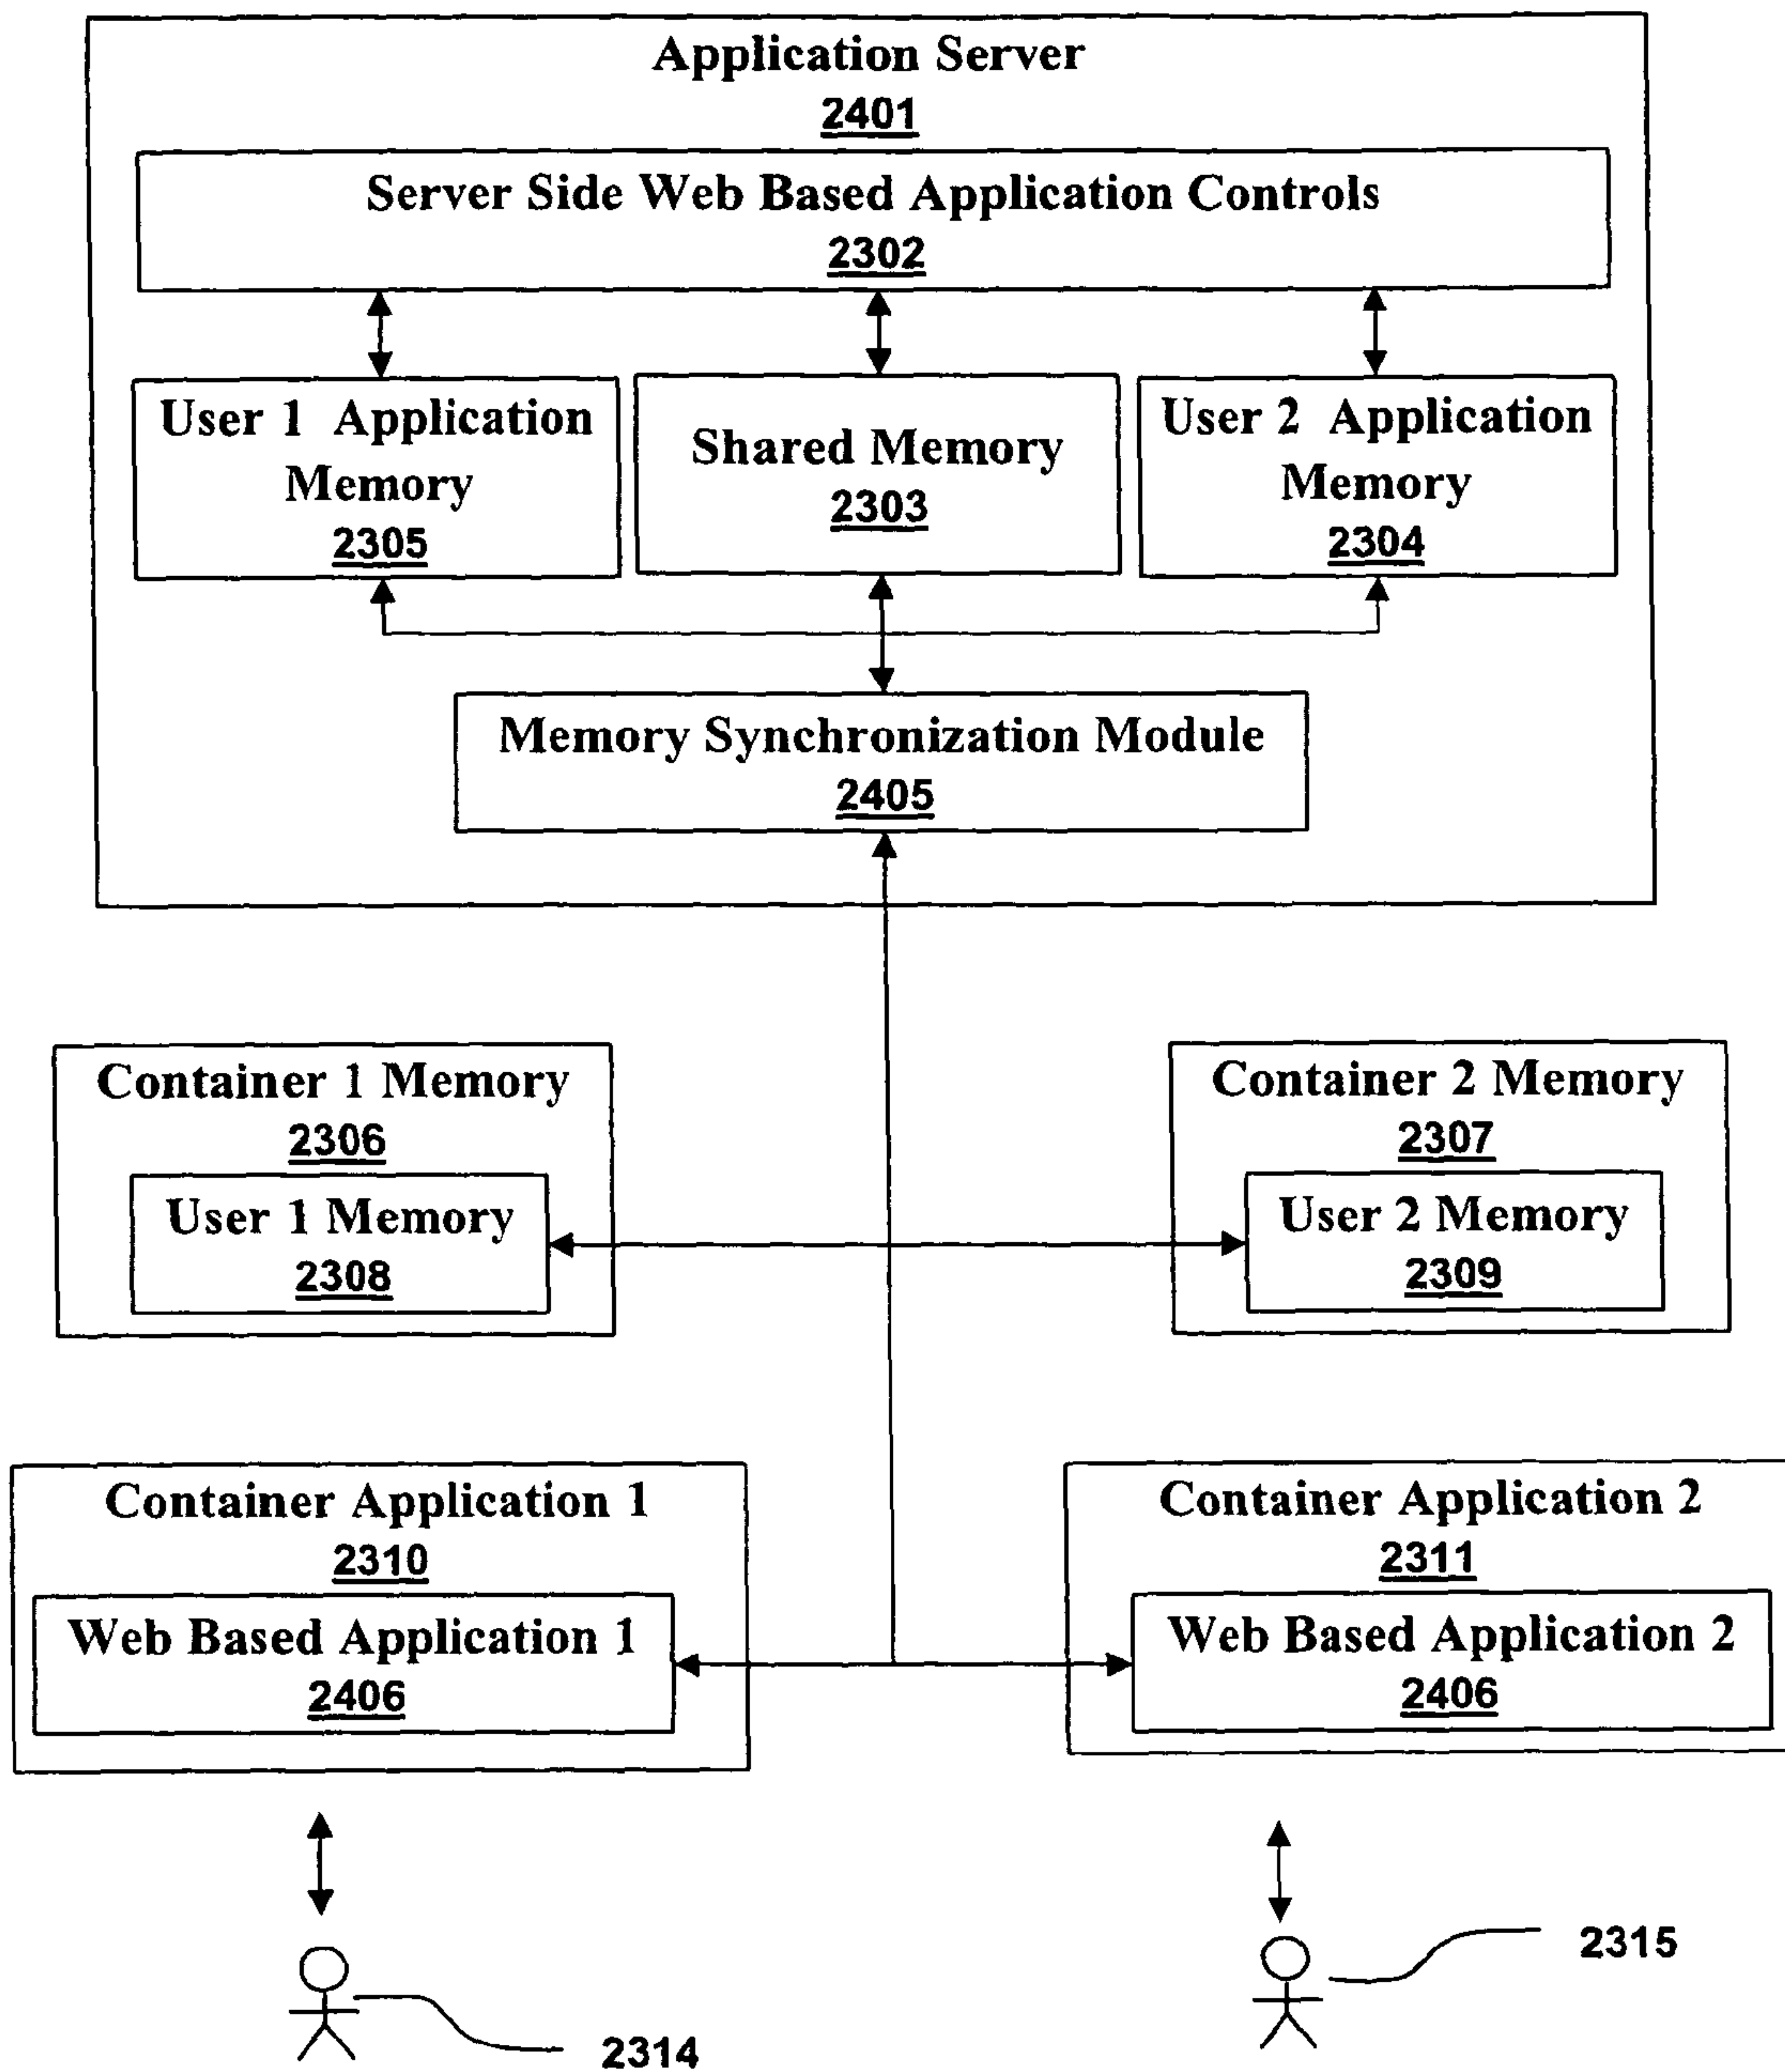 Application Server
2401
Server Side Web Based Application Controls
2302
User 1 Application
Memory
2305
Shared Memory
2303
User 2 Application
Memory
2304
Memory Synchronization Module
2405
Container 1 Memory
2306
User 1 Memory
2308
Container 2 Memory
2307
User 2 Memory
2309
Container Application 1
2310
Web Based Application 1
2406
Container Application 2
2311
Web Based Application 2
2406
2314
2315